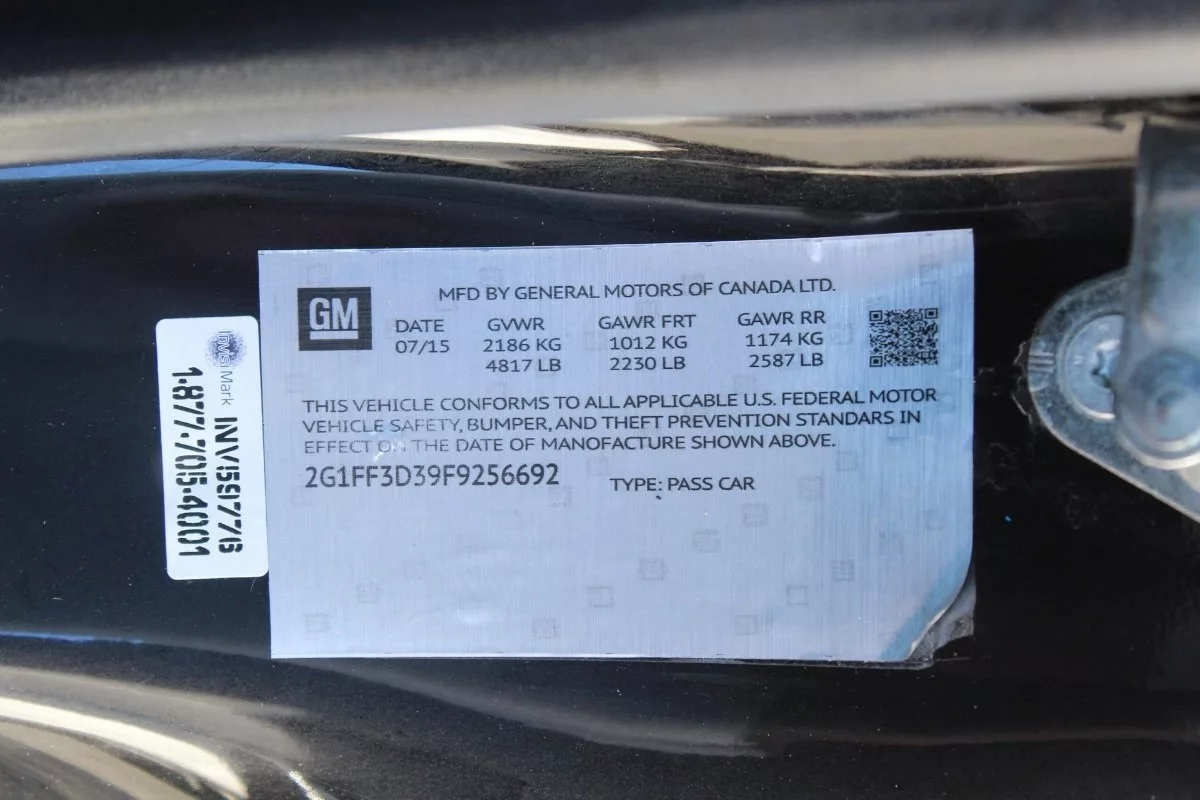 GM
MFD BY GENERAL MOTORS OF CANADA LTD.
DATE GVWR GAWR FRT GAWR RR
07/15 2186 KG 1012 KG 1174 KG
4817 LB 2230 LB 2587 LB
THIS VEHICLE CONFORMS TO ALL APPLICABLE U.S. FEDERAL MOTOR
VEHICLE SAFETY, BUMPER, AND THEFT PREVENTION STANDARS IN
EFFECT ON THE DATE OF MANOFACTURE SHOWN ABOVE.
2G1FF3D39F9256692 TYPE: PASS CAR
InVisiMark INV59776
1-877-705-4001